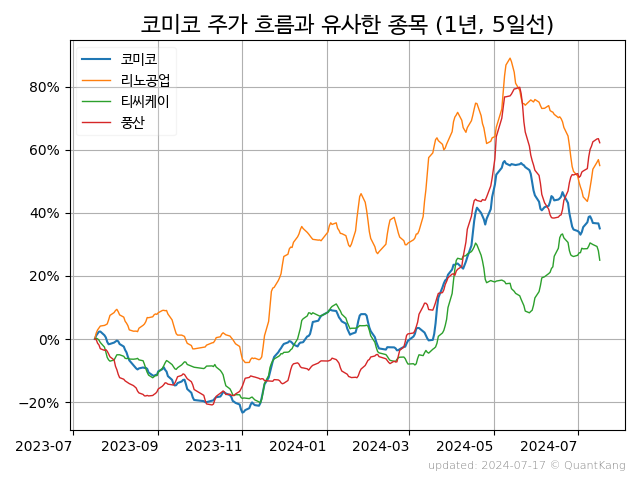 코미코 주가 흐름과 유사한 종목 (1년, 5일선)
코미코
리노공업
티씨케이
풍산
80%
60%
40%
20%
0%
−20%
2023-07 2023-09 2023-11 2024-01 2024-03 2024-05 2024-07
updated: 2024-07-17 © QuantKang